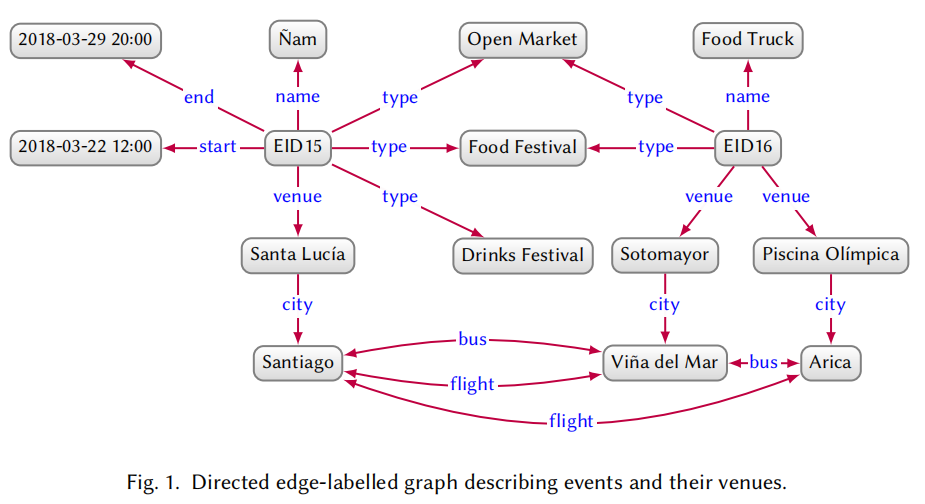 2018-03-29 20:00
Ñam
Open Market
Food Truck
end
name
type
type
name
2018-03-22 12:00
start
EID15
type
Food Festival
type
EID16
venue
type
venue
venue
Santa Lucía
Drinks Festival
Sotomayor
Piscina Olímpica
city
city
city
bus
Santiago
Viña del Mar
bus
Arica
flight
flight
Fig. 1. Directed edge-labelled graph describing events and their venues.